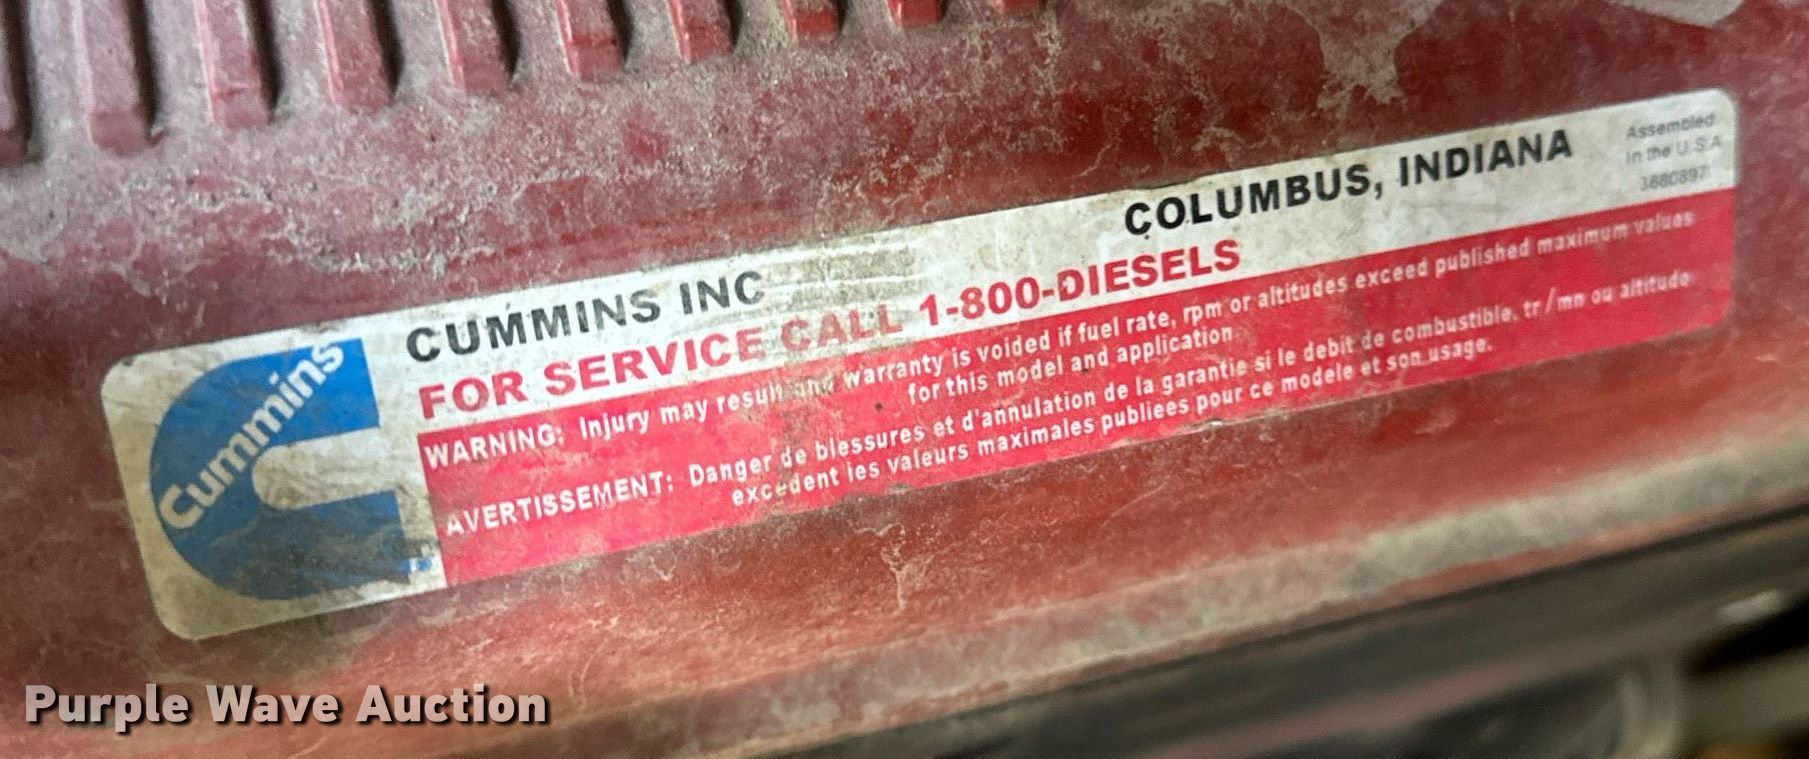 Cummins
CUMMINS INC
COLUMBUS, INDIANA
Assembled
In the U.S.A
3680897
FOR SERVICE CALL 1-800-DIESELS
WARNING: Injury may result and warranty is voided if fuel rate, rpm or altitudes exceed published maximum values
for this model and application.
AVERTISSEMENT: Danger de blessures et d'annulation de la garantie si le debit de combustible, tr/mn ou altitude
excedent les valeurs maximales publiees pour ce modele et son usage.
Purple Wave Auction